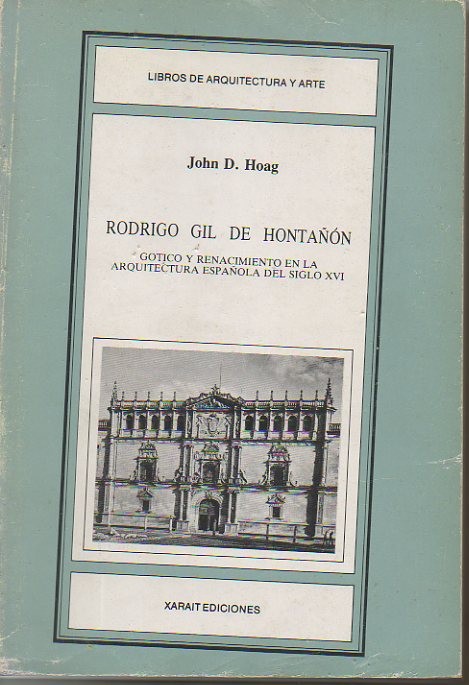 LIBROS DE ARQUITECTURA Y ARTE
John D. Hoag
RODRIGO GIL DE HONTAÑÓN
GOTICO Y RENACIMIENTO EN LA
ARQUITECTURA ESPAÑOLA DEL SIGLO XVI
XARAIT EDICIONES